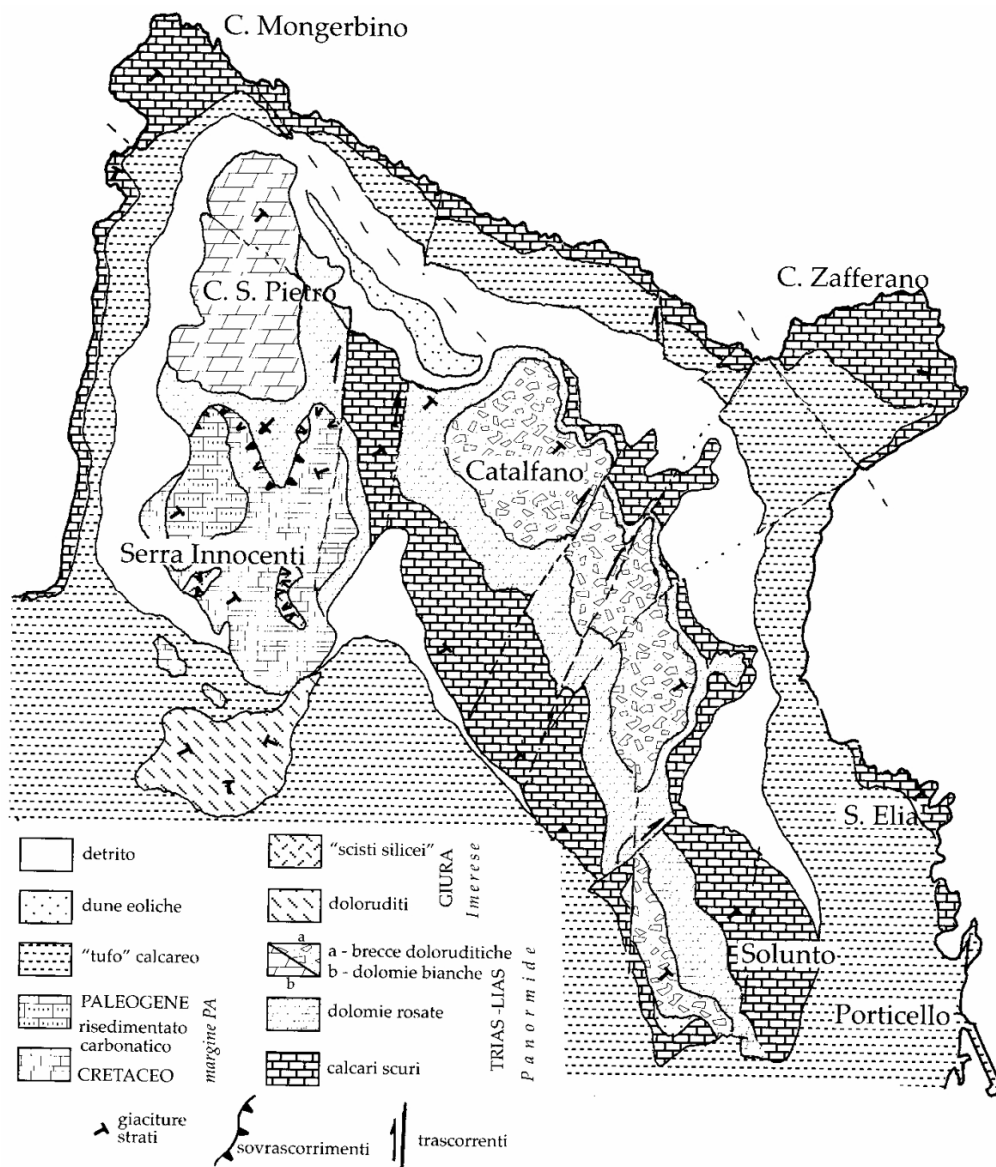 C. Mongerbino
C. Zafferano
C. S. Pietro
Catalfano
Serra Innocenti
S. Elia
Solunto
Porticello
detrito
dune eoliche
"tufo" calcareo
PALEOGENE
risedimentato
carbonatico
CRETACEO
margine PA
"scisti silicei"
doloruditi
GIURA
Imerese
a
b
a - brecce doloruditiche
b - dolomie bianche
dolomie rosate
calcari scuri
TRIAS -LIAS
Panormide
giaciture
strati
sovrascorrimenti
trascorrenti